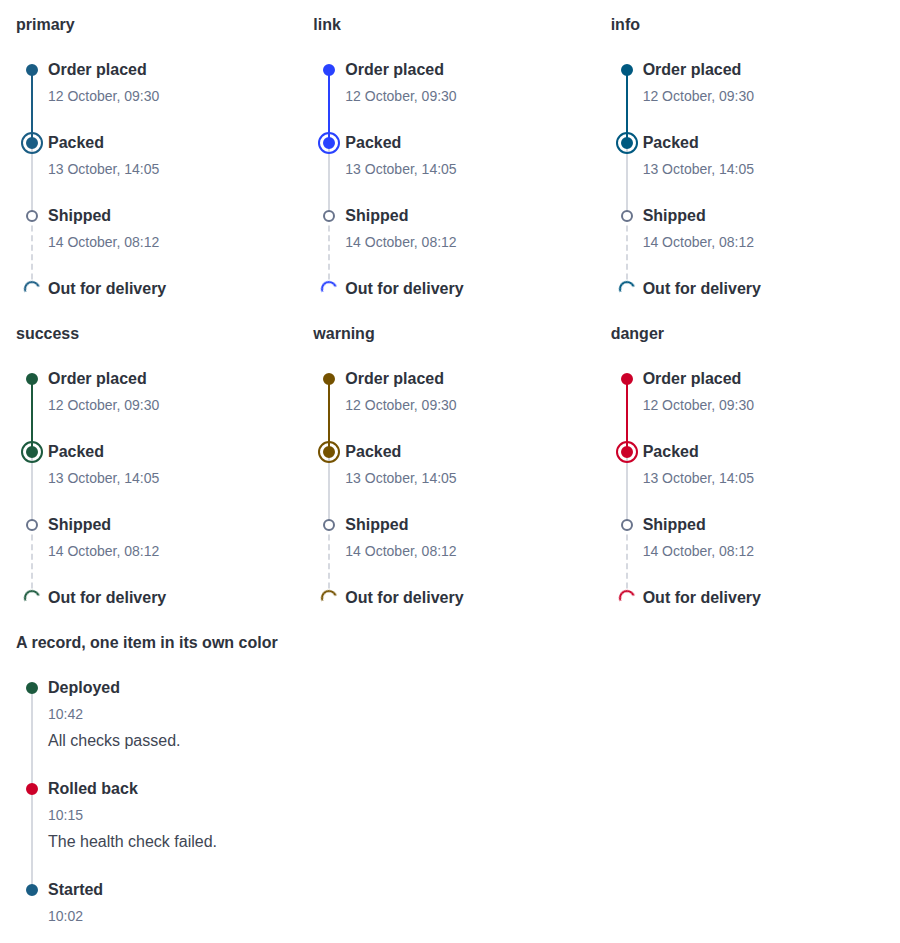 primary
Order placed
12 October, 09:30
Packed
13 October, 14:05
Shipped
14 October, 08:12
Out for delivery
link
Order placed
12 October, 09:30
Packed
13 October, 14:05
Shipped
14 October, 08:12
Out for delivery
info
Order placed
12 October, 09:30
Packed
13 October, 14:05
Shipped
14 October, 08:12
Out for delivery
success
Order placed
12 October, 09:30
Packed
13 October, 14:05
Shipped
14 October, 08:12
Out for delivery
warning
Order placed
12 October, 09:30
Packed
13 October, 14:05
Shipped
14 October, 08:12
Out for delivery
danger
Order placed
12 October, 09:30
Packed
13 October, 14:05
Shipped
14 October, 08:12
Out for delivery
A record, one item in its own color
Deployed
10:42
All checks passed.
Rolled back
10:15
The health check failed.
Started
10:02